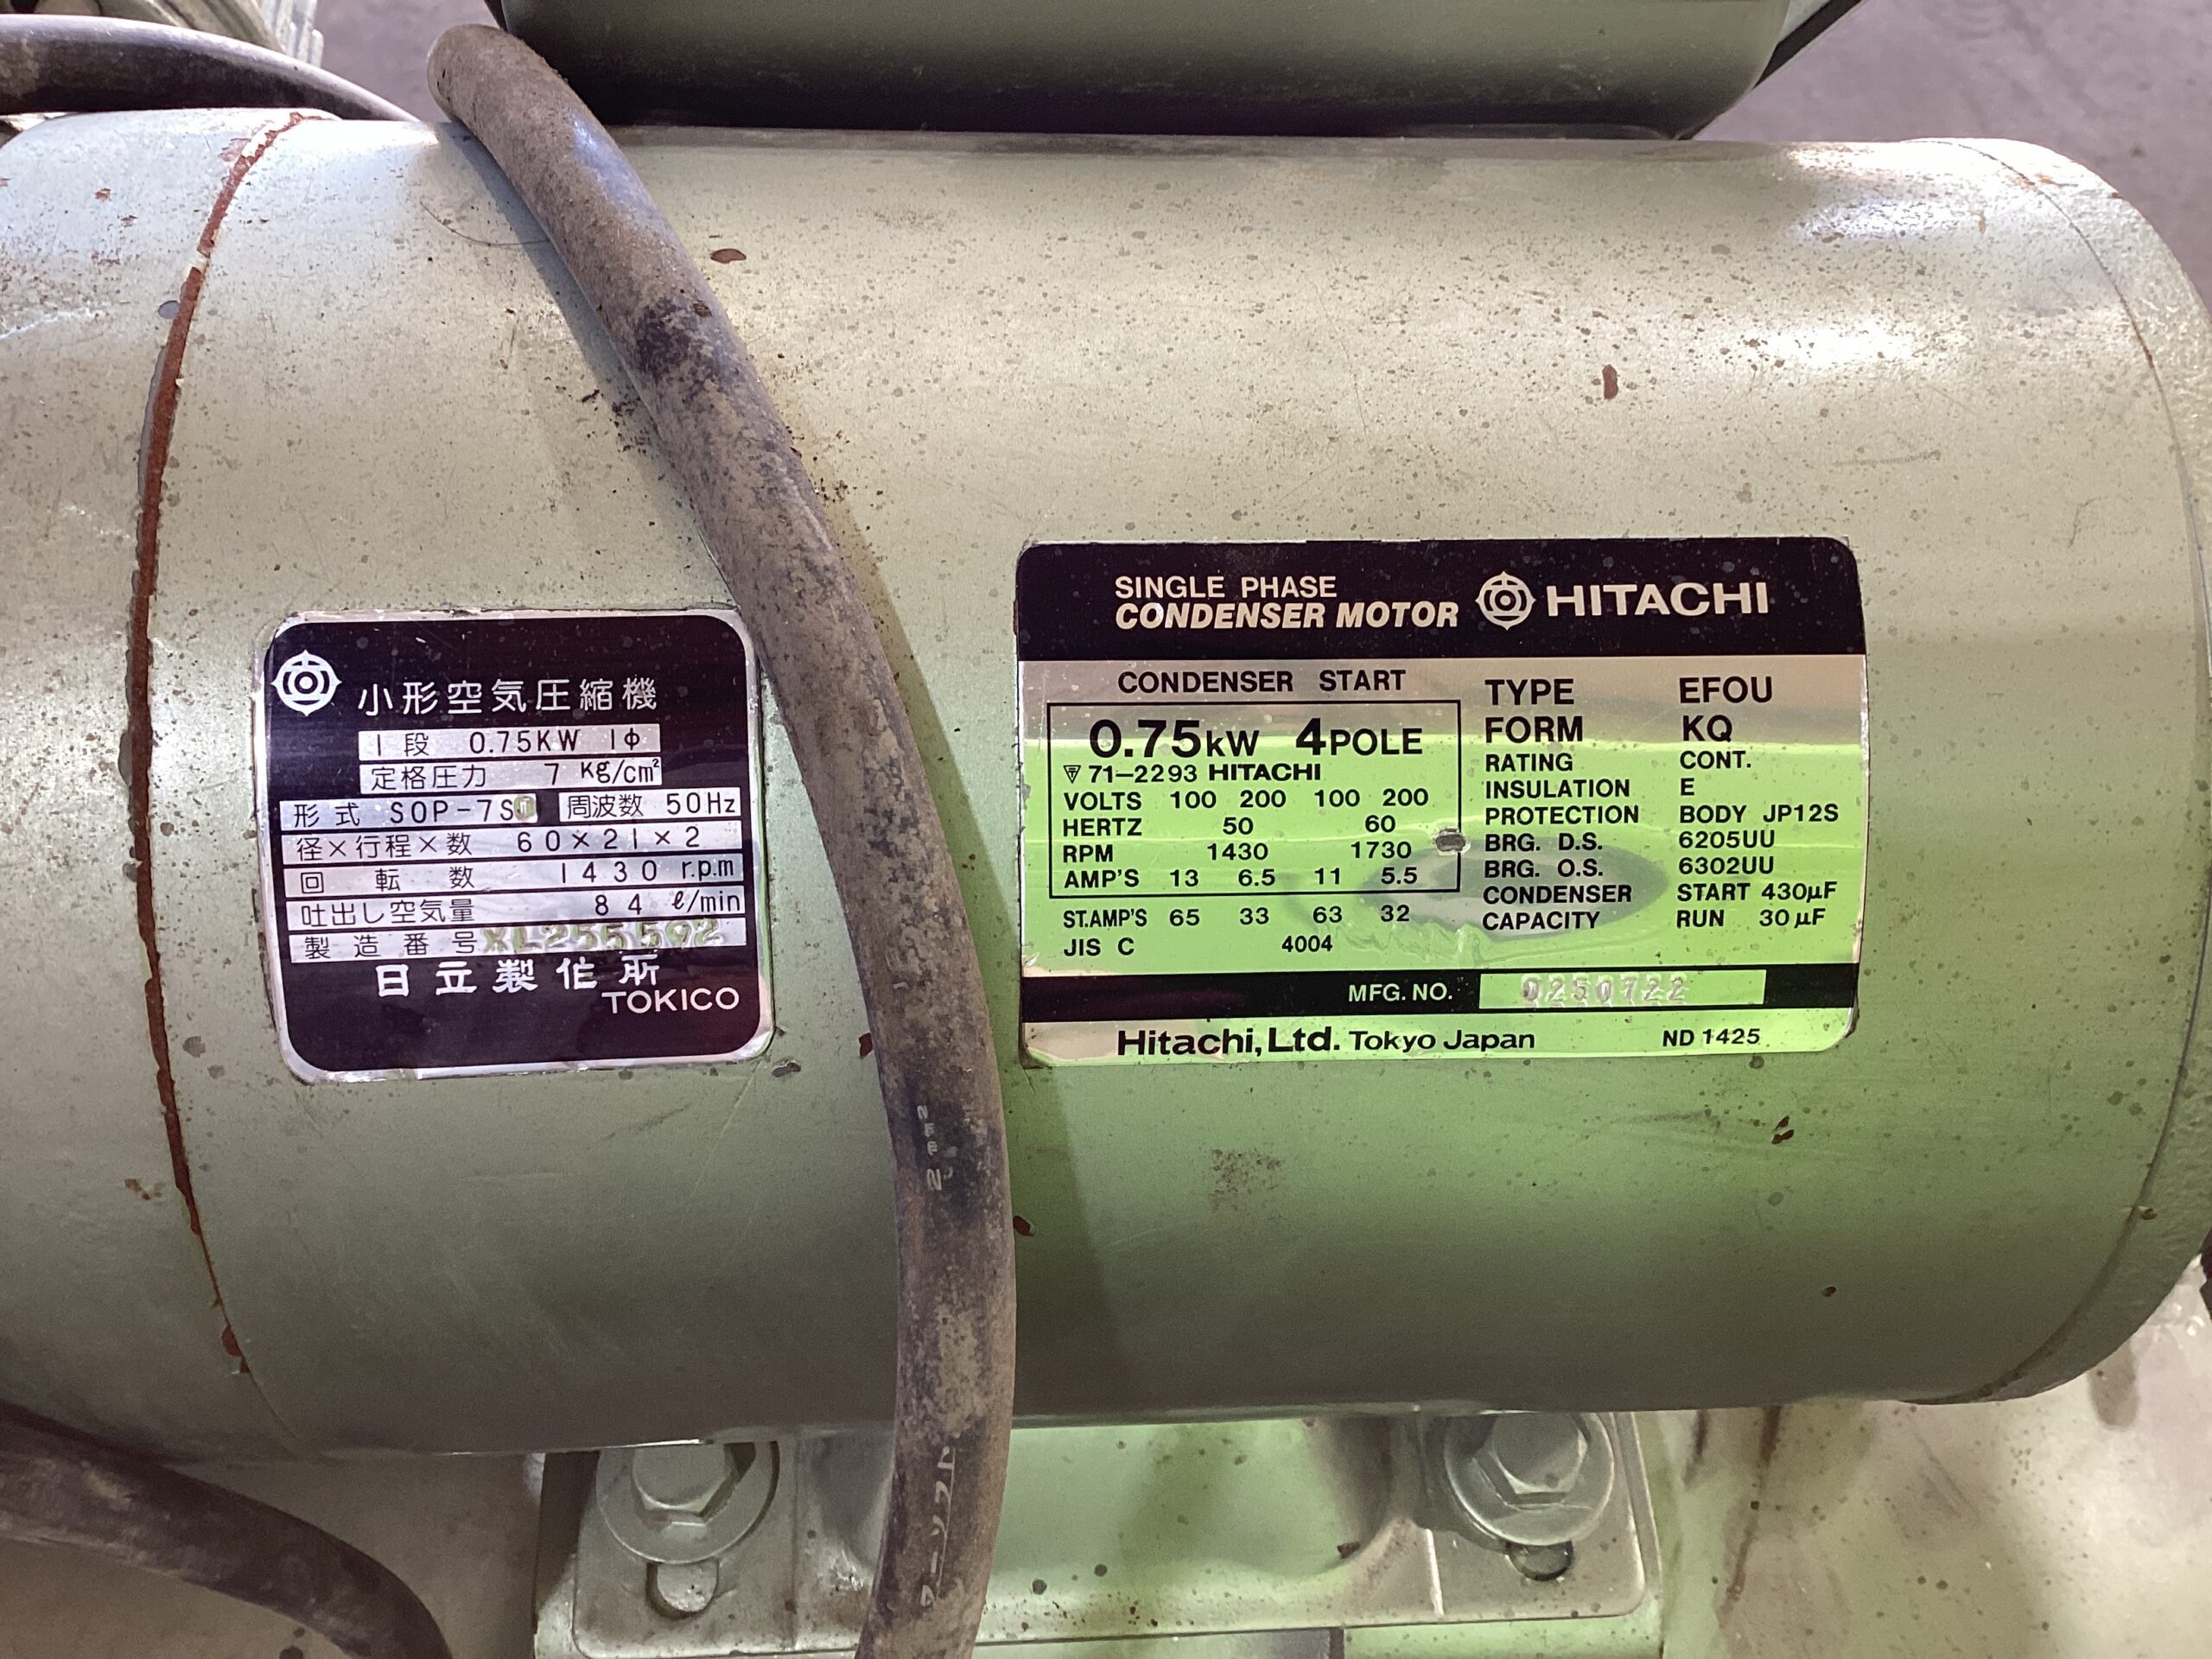 小形空気圧縮機
1段 0.75KW 1Φ
定格圧力 7 Kg/cm²
形式 SOP-7S 周波数 50Hz
径×行程×数 60×21×2
回転数 1430 r.p.m
吐出し空気量 84 ℓ/min
製造番号 XL255592
日立製作所
TOKICO
SINGLE PHASE
CONDENSER MOTOR HITACHI
CONDENSER START
0.75kW 4POLE
71-2293 HITACHI
VOLTS 100 200 100 200
HERTZ 50 60
RPM 1430 1730
AMP'S 13 6.5 11 5.5
ST.AMP'S 65 33 63 32
JIS C 4004
TYPE EFOU
FORM KQ
RATING CONT.
INSULATION E
PROTECTION BODY JP12S
BRG. D.S. 6205UU
BRG. O.S. 6302UU
CONDENSER START 430μF
CAPACITY RUN 30μF
MFG. NO. 0250722
Hitachi, Ltd. Tokyo Japan ND 1425